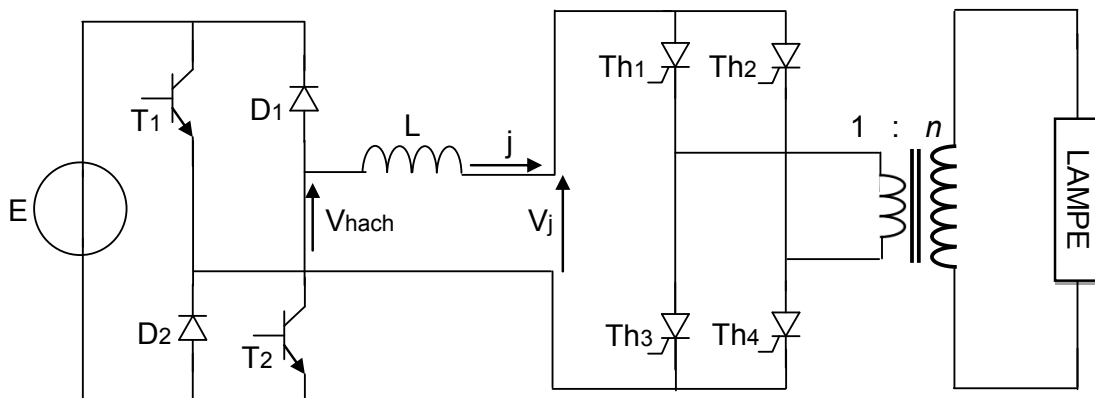 T1
D1
E
D2
T2
L
j
Vhach
Vj
Th1
Th2
Th3
Th4
1 : n
LAMPE